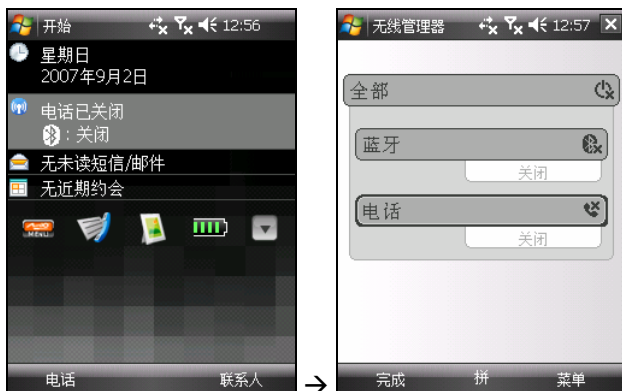 开始 12:56
星期日
2007年9月2日
电话已关闭
: 关闭
无未读短信/邮件
无近期约会
MENU
电话 联系人
→
无线管理器 12:57
全部
蓝牙
关闭
电话
关闭
完成 拼 菜单